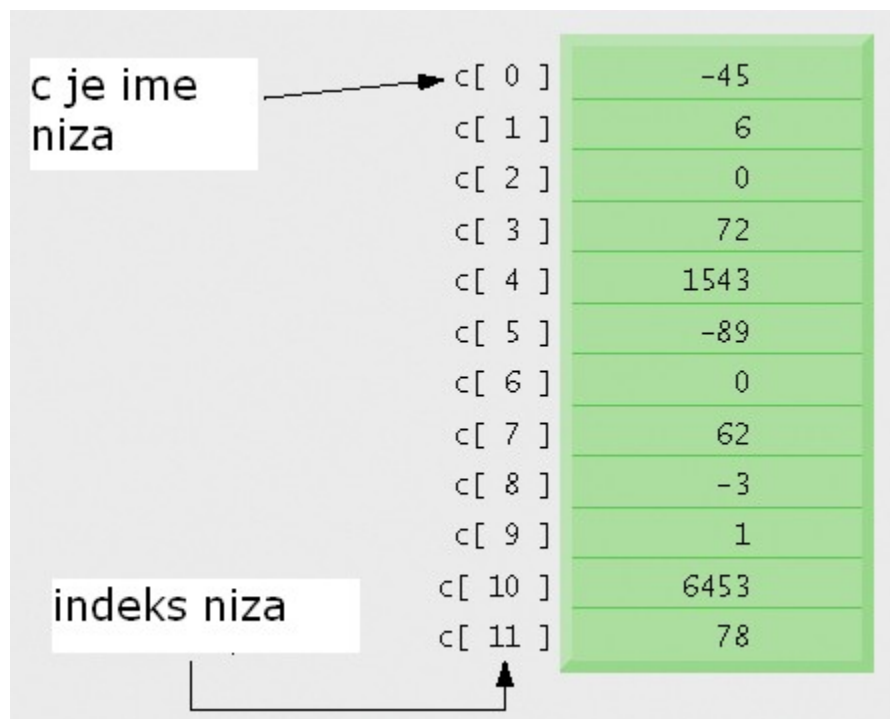 c je ime
niza
c[ 0 ] -45
c[ 1 ] 6
c[ 2 ] 0
c[ 3 ] 72
c[ 4 ] 1543
c[ 5 ] -89
c[ 6 ] 0
c[ 7 ] 62
c[ 8 ] -3
c[ 9 ] 1
c[ 10 ] 6453
c[ 11 ] 78
indeks niza